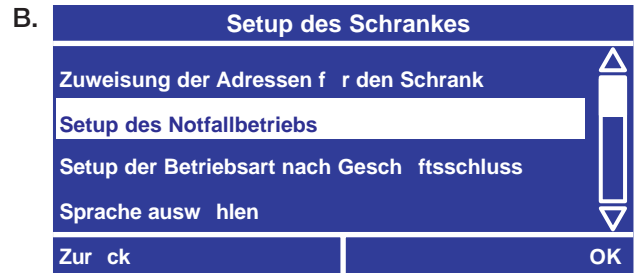 B.
Setup des Schrankes
Zuweisung der Adressen f r den Schrank
Setup des Notfallbetriebs
Setup der Betriebsart nach Gesch ftsschluss
Sprache ausw hlen
Zur ck OK